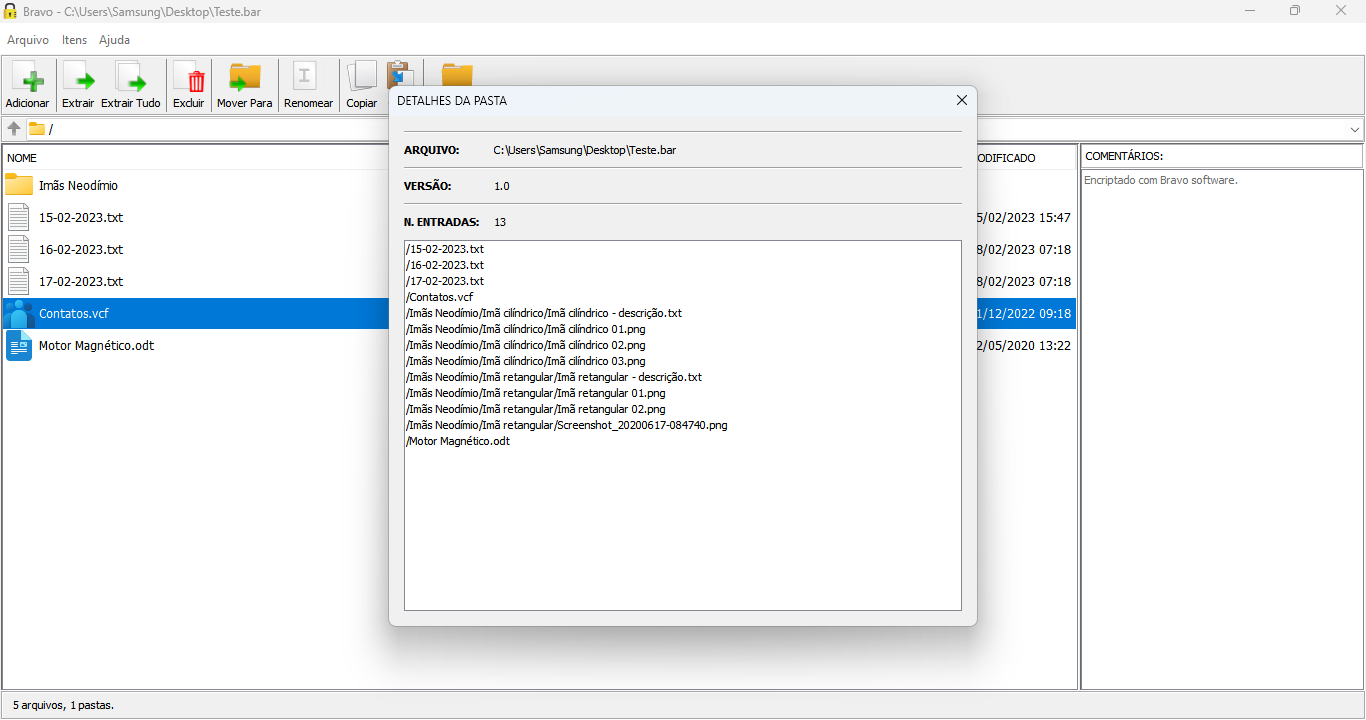 Bravo - C:\Users\Samsung\Desktop\Teste.bar
Arquivo Itens Ajuda
Adicionar Extrair Extrair Tudo Excluir Mover Para Renomear Copiar
/
NOME
Imãs Neodímio
15-02-2023.txt
16-02-2023.txt
17-02-2023.txt
Contatos.vcf
Motor Magnético.odt
DETALHES DA PASTA
ARQUIVO: C:\Users\Samsung\Desktop\Teste.bar
VERSÃO: 1.0
N. ENTRADAS: 13
/15-02-2023.txt
/16-02-2023.txt
/17-02-2023.txt
/Contatos.vcf
/Imãs Neodímio/Imã cilíndrico/Imã cilíndrico - descrição.txt
/Imãs Neodímio/Imã cilíndrico/Imã cilíndrico 01.png
/Imãs Neodímio/Imã cilíndrico/Imã cilíndrico 02.png
/Imãs Neodímio/Imã cilíndrico/Imã cilíndrico 03.png
/Imãs Neodímio/Imã retangular/Imã retangular - descrição.txt
/Imãs Neodímio/Imã retangular/Imã retangular 01.png
/Imãs Neodímio/Imã retangular/Imã retangular 02.png
/Imãs Neodímio/Imã retangular/Screenshot_20200617-084740.png
/Motor Magnético.odt
ODIFICADO
5/02/2023 15:47
8/02/2023 07:18
8/02/2023 07:18
1/12/2022 09:18
2/05/2020 13:22
COMENTÁRIOS:
Encriptado com Bravo software.
5 arquivos, 1 pastas.